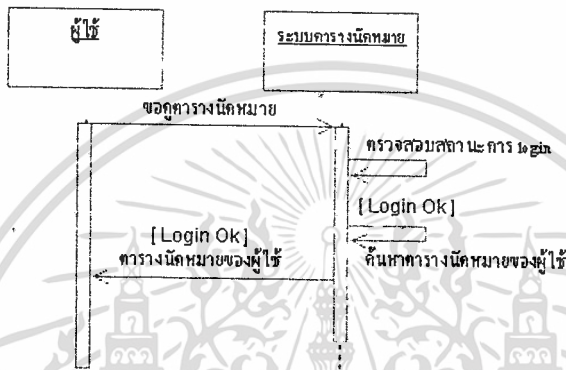 ผู้ใช้
ระบบตารางนัดหมาย
ขอดูตารางนัดหมาย
ตรวจสอบสถานะการ login
[Login Ok]
[Login Ok]
ตารางนัดหมายของผู้ใช้
ค้นหาตารางนัดหมายของผู้ใช้